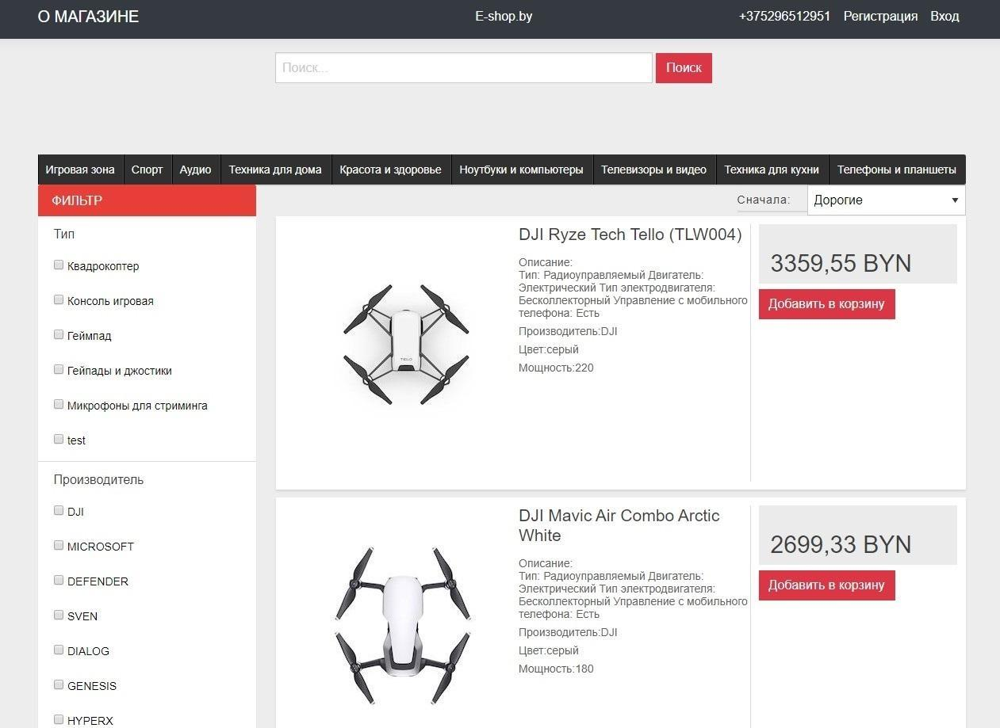 О МАГАЗИНЕ
E-shop.by
+375296512951 Регистрация Вход
Поиск...
Поиск
Игровая зона Спорт Аудио Техника для дома Красота и здоровье Ноутбуки и компьютеры Телевизоры и видео Техника для кухни Телефоны и планшеты
ФИЛЬТР
Тип
Квадрокоптер
Консоль игровая
Геймпад
Гейпады и джостики
Микрофоны для стриминга
test
Производитель
DJI
MICROSOFT
DEFENDER
SVEN
DIALOG
GENESIS
HYPERX
Сначала:
Дорогие
DJI Ryze Tech Tello (TLW004)
Описание:
Тип: Радиоуправляемый Двигатель:
Электрический Тип электродвигателя:
Бесколлекторный Управление с мобильного
телефона: Есть
Производитель:DJI
Цвет:серый
Мощность:220
TELLO
3359,55 BYN
Добавить в корзину
DJI Mavic Air Combo Arctic
White
Описание:
Тип: Радиоуправляемый Двигатель:
Электрический Тип электродвигателя:
Бесколлекторный Управление с мобильного
телефона: Есть
Производитель:DJI
Цвет:серый
Мощность:180
2699,33 BYN
Добавить в корзину